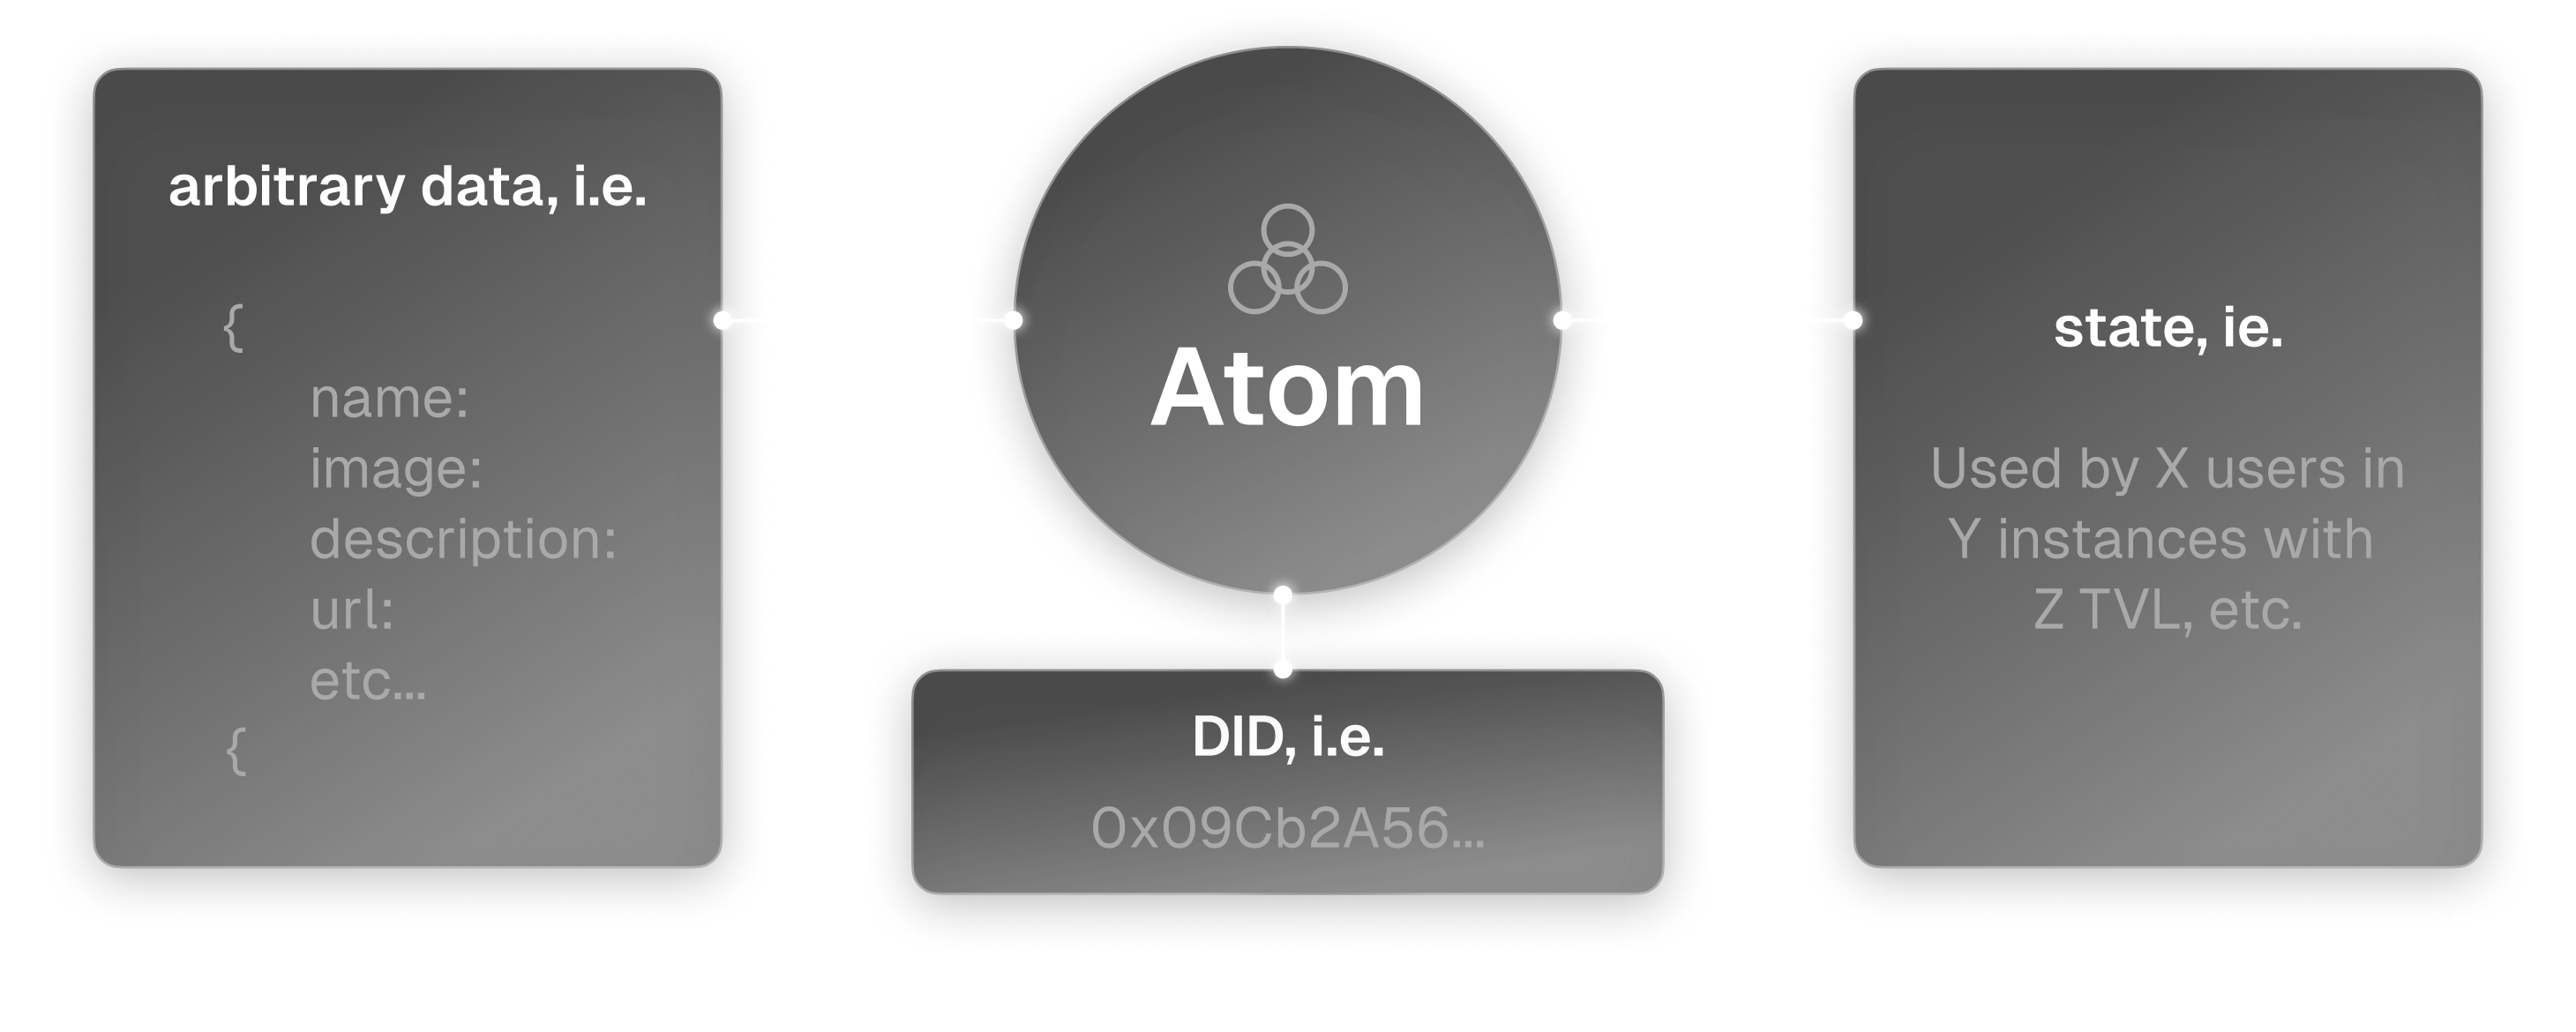 arbitrary data, i.e.
{
name:
image:
description:
url:
etc...
{
Atom
DID, i.e.
0x09Cb2A56...
state, ie.
Used by X users in
Y instances with
Z TVL, etc.